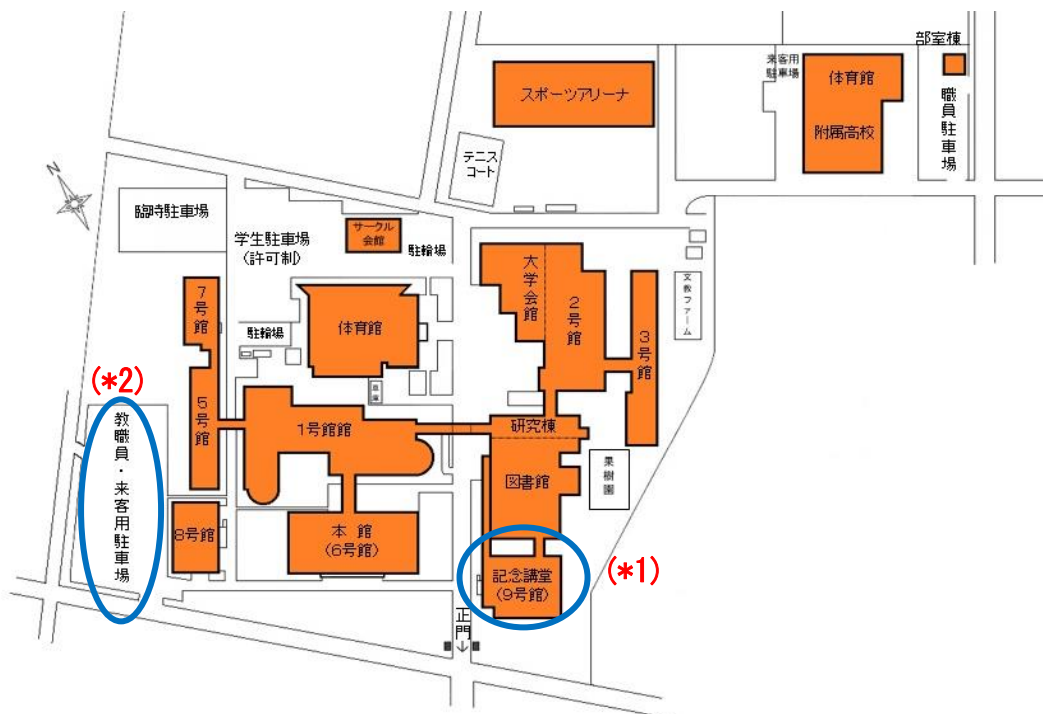 部室棟
来客用
駐車場
体育館
附属高校
職員駐車場
スポーツアリーナ
テニス
コート
N
臨時駐車場
学生駐車場
(許可制)
サークル
会館
駐輪場
大学会館
2号館
3号館
文教ファーム
7号館
駐輪場
体育館
(*2)
5号館
1号館館
研究棟
果樹園
図書館
教職員・来客用駐車場
8号館
本館
(6号館)
記念講堂
(9号館)
(*1)
正門
↓